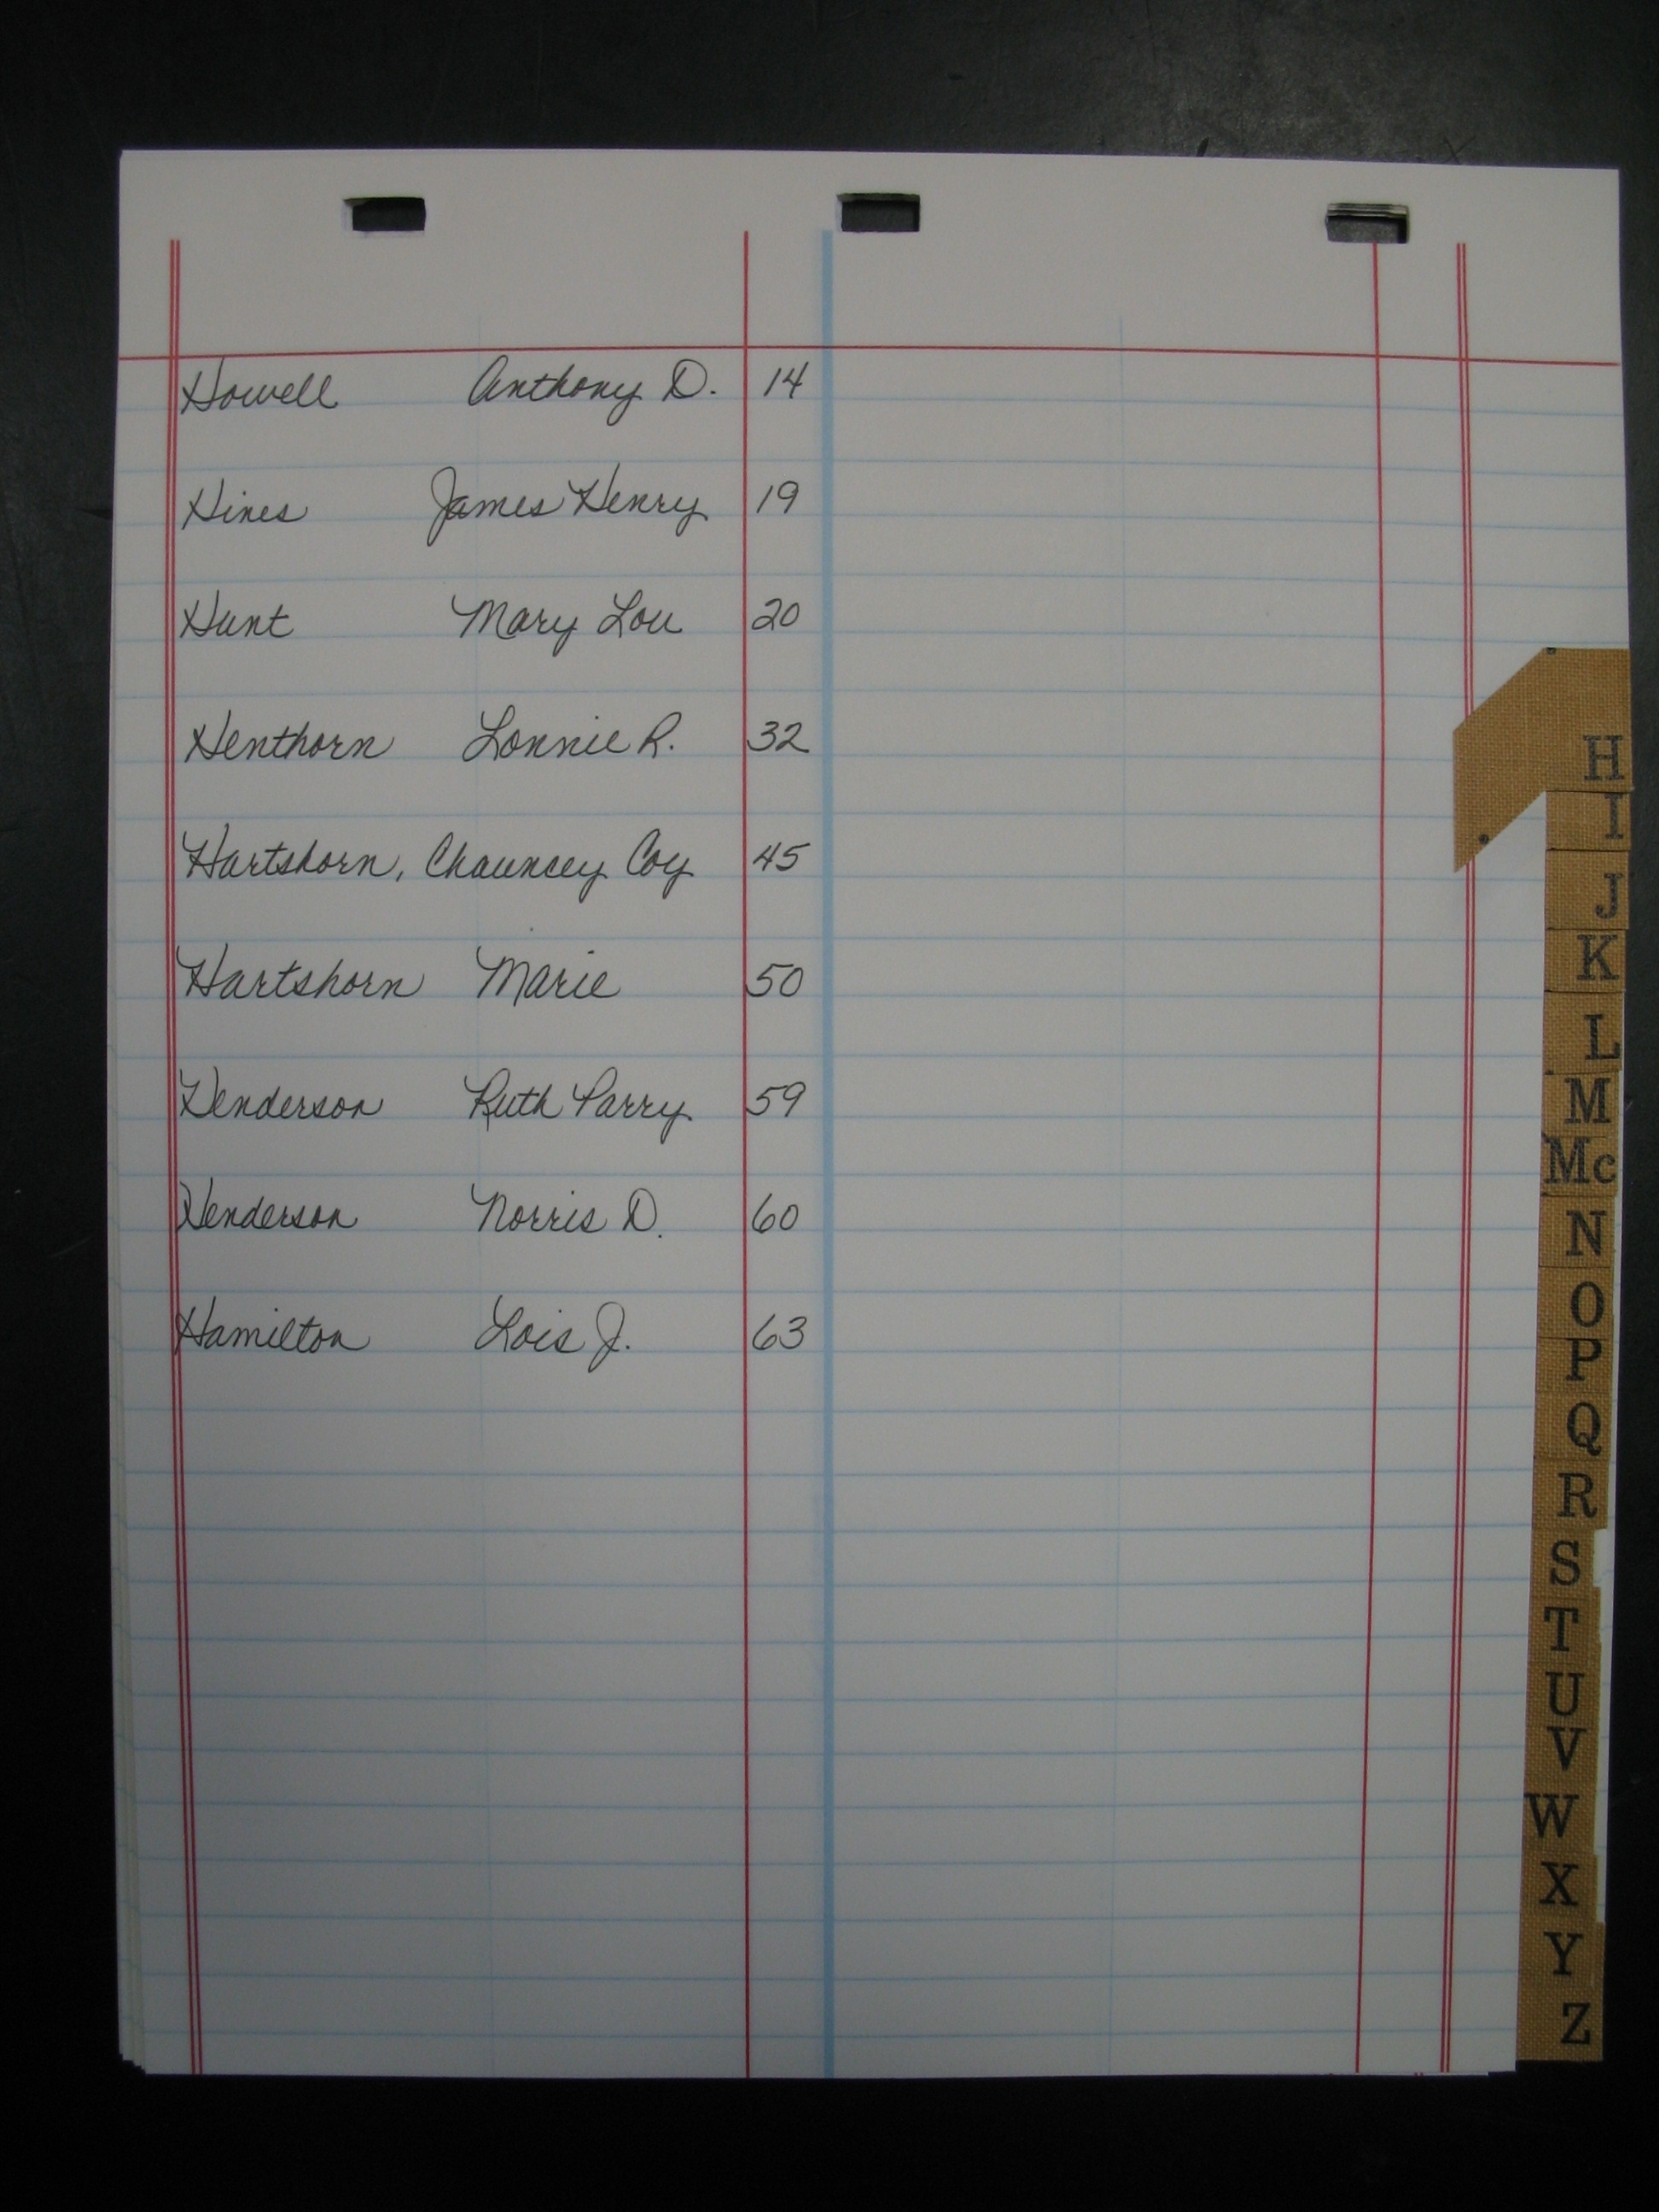 Howell Anthony D. 14
Hines James Henry 19
Hunt Mary Lou 20
Henthorn Lonnie R. 32
Hartshorn, Chauncey Coy 45
Hartshorn Marie 50
Henderson Ruth Parry 59
Henderson Norris D. 60
Hamilton Lois J. 63
H
I
J
K
L
M
Mc
N
O
P
Q
R
S
T
U
V
W
X
Y
Z